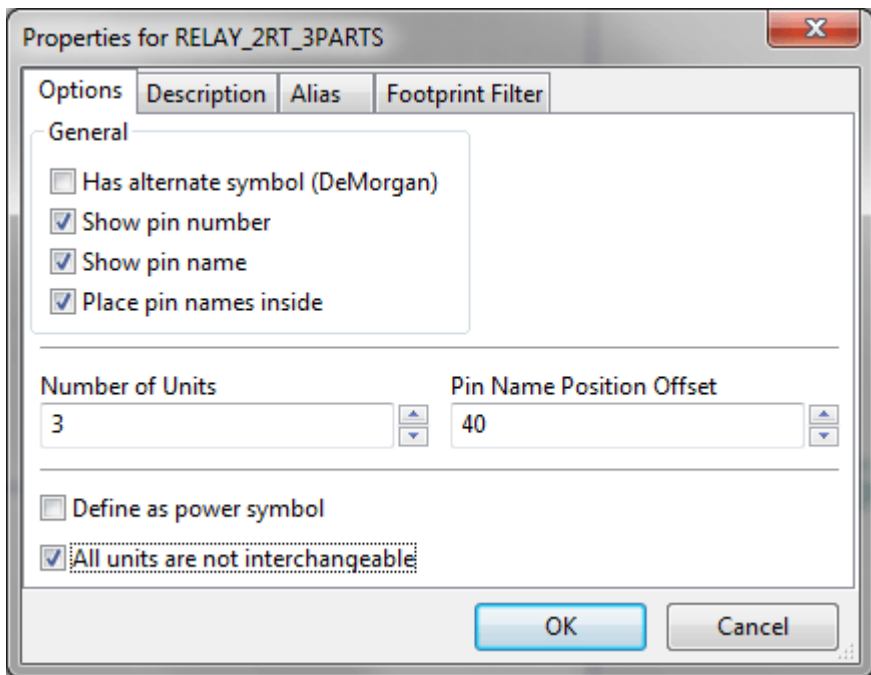 Properties for RELAY_2RT_3PARTS
x
Options Description Alias Footprint Filter
General
Has alternate symbol (DeMorgan)
Show pin number
Show pin name
Place pin names inside
Number of Units Pin Name Position Offset
3 40
Define as power symbol
All units are not interchangeable
OK Cancel